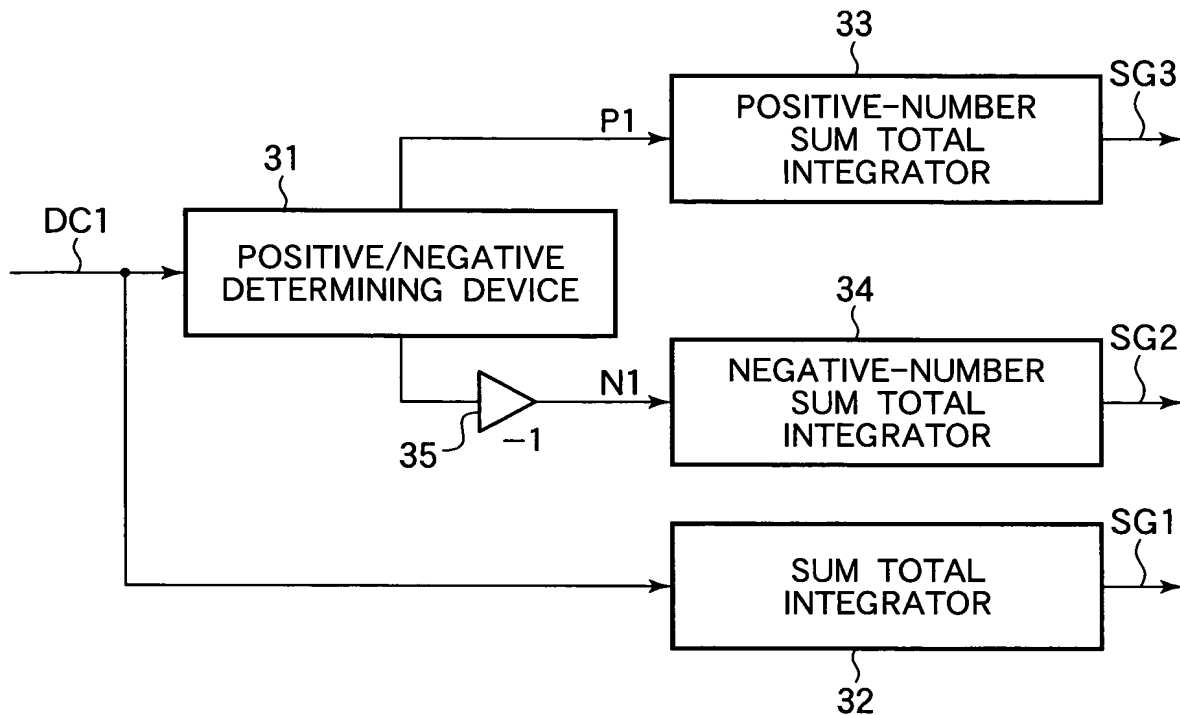 33
SG3
P1
POSITIVE-NUMBER
SUM TOTAL
INTEGRATOR
31
DC1
POSITIVE/NEGATIVE
DETERMINING DEVICE
34
SG2
N1
NEGATIVE-NUMBER
SUM TOTAL
INTEGRATOR
35
-1
SG1
SUM TOTAL
INTEGRATOR
32